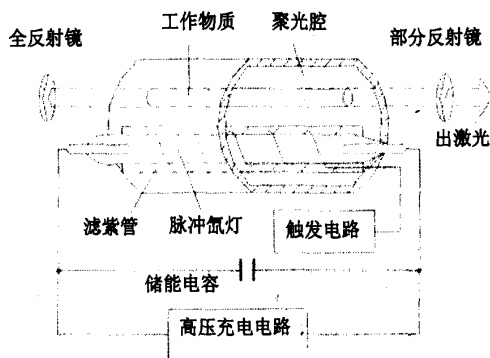 全反射镜
工作物质
聚光腔
部分反射镜
出激光
滤紫管
脉冲氙灯
触发电路
储能电容
高压充电电路